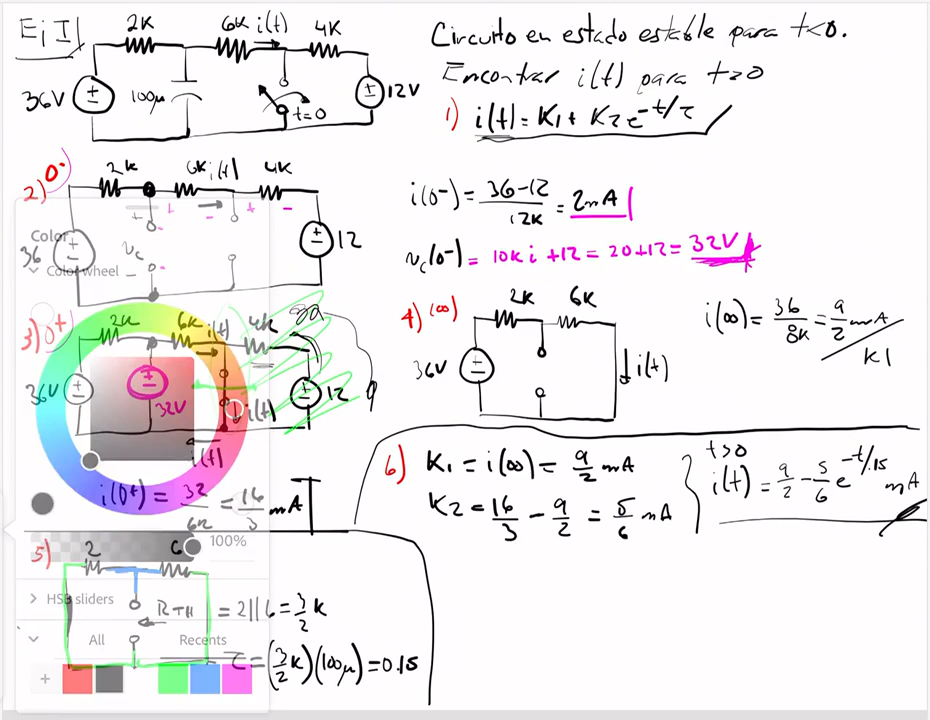 Ej I
2K 6K i(t) 4K
36V 100μ t=0 12V
Circuito en estado estable para t<0.
Encontrar i(t) para t>0
1) i(t) = K1 + K2 e^-t/τ
2) 0-
2K 6K i(t) 4K
+ + - + -
36 vc 12
- -
i(0-) = 36-12 / 12K = 2mA
vc(0-) = 10K i + 12 = 20+12 = 32V
Color
Color wheel
3) 0+
2K 6K i(t) 4K
36V 32V i(t) 12
i(t)
i(0+) = 32 / 6K = 16/3 mA
4) (∞)
2K 6K
36V i(t)
i(∞) = 36 / 8K = 9/2 mA
K1
100%
5) 2 6
HSB sliders
RTH = 2||6 = 3/2 K
All Recents
τ = (3/2 K)(100μ) = 0.15
6) K1 = i(∞) = 9/2 mA
K2 = 16/3 - 9/2 = 5/6 mA
t>0
i(t) = 9/2 - 5/6 e^-t/.15 mA